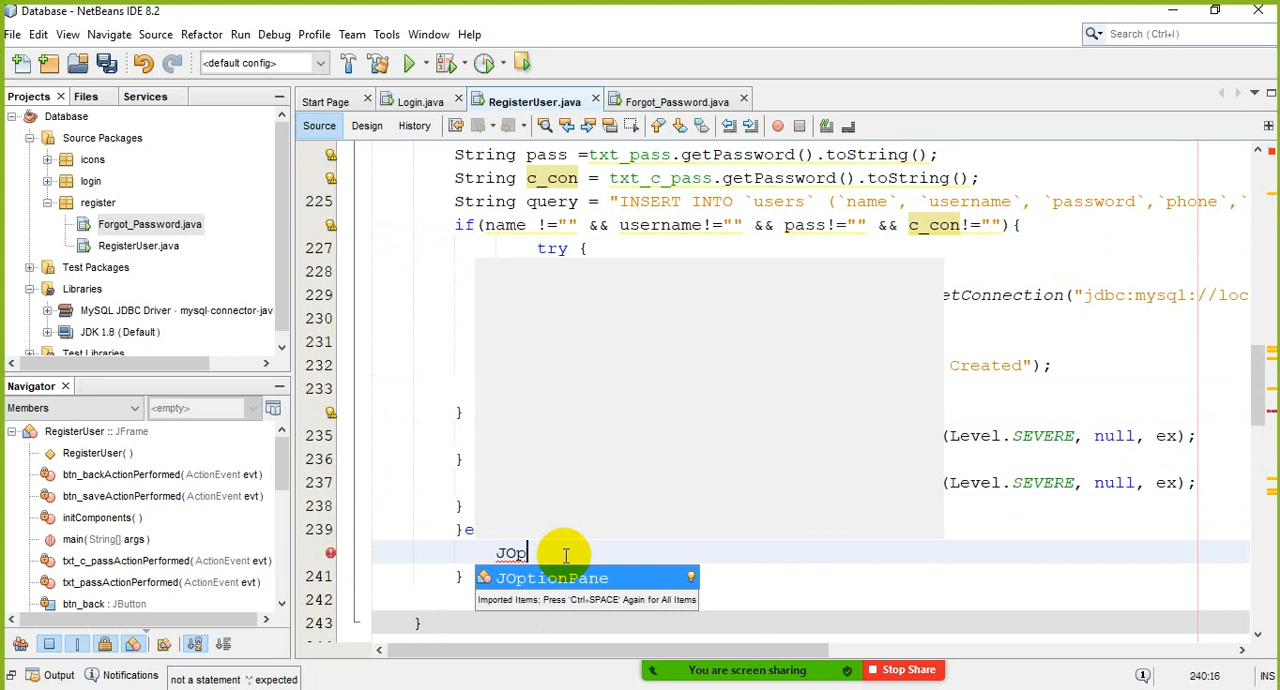 Database - NetBeans IDE 8.2
File Edit View Navigate Source Refactor Run Debug Profile Team Tools Window Help
Search (Ctrl+I)
<default config>
Projects Files Services
Start Page Login.java RegisterUser.java Forgot_Password.java
Source Design History
Database
Source Packages
icons
login
register
Forgot_Password.java
RegisterUser.java
Test Packages
Libraries
MySQL JDBC Driver - mysql-connector-jav
JDK 1.8 (Default)
Test Libraries
Navigator
Members <empty>
RegisterUser :: JFrame
RegisterUser( )
btn_backActionPerformed( ActionEvent evt)
btn_saveActionPerformed( ActionEvent evt)
initComponents( )
main( String[] args )
txt_c_passActionPerformed( ActionEvent evt)
txt_passActionPerformed( ActionEvent evt)
btn_back : JButton
String pass =txt_pass.getPassword().toString();
String c_con = txt_c_pass.getPassword().toString();
225 String query = "INSERT INTO `users` (`name`, `username`, `password`,`phone`,`
if(name !="" && username!="" && pass!="" && c_con!=""){
227 try {
228
229 etConnection("jdbc:mysql://loc
230
231
232 Created");
233
}
235 (Level.SEVERE, null, ex);
236 }
237 (Level.SEVERE, null, ex);
238 }
239 }e
JOp
JOptionPane
Imported Items; Press 'Ctrl+SPACE' Again for All Items
241 }
242
243 }
You are screen sharing Stop Share
Output Notifications not a statement ';' expected
240:16 INS